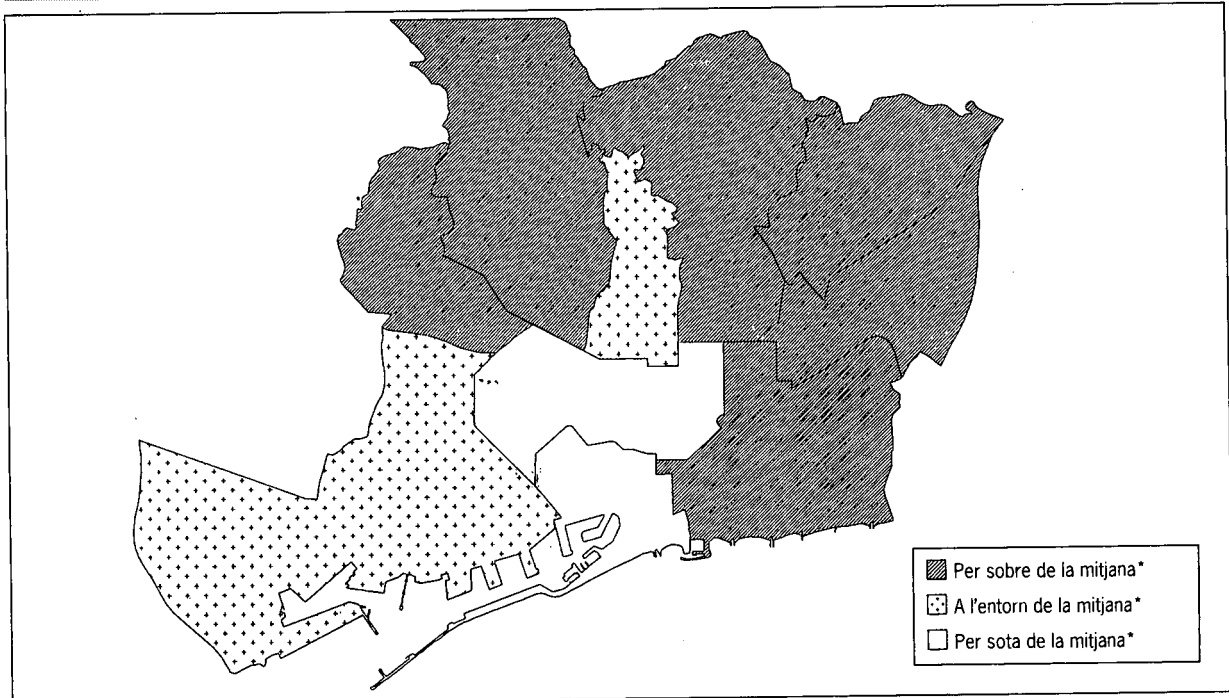 Per sobre de la mitjana*
A l'entorn de la mitjana*
Per sota de la mitjana*